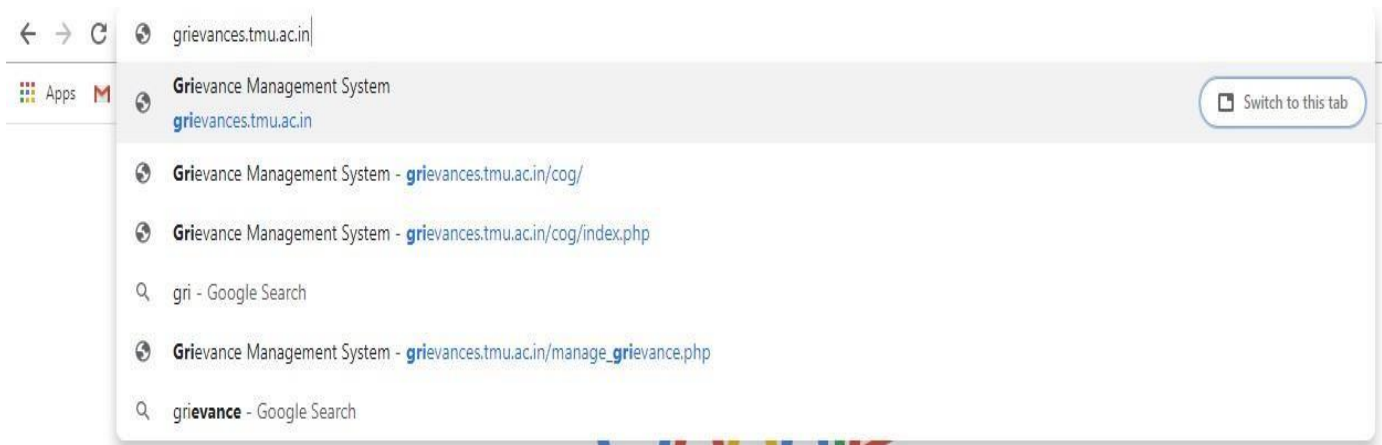 grievances.tmu.ac.in
Apps
Grievance Management System
grievances.tmu.ac.in
Switch to this tab
Grievance Management System - grievances.tmu.ac.in/cog/
Grievance Management System - grievances.tmu.ac.in/cog/index.php
gri - Google Search
Grievance Management System - grievances.tmu.ac.in/manage_grievance.php
grievance - Google Search